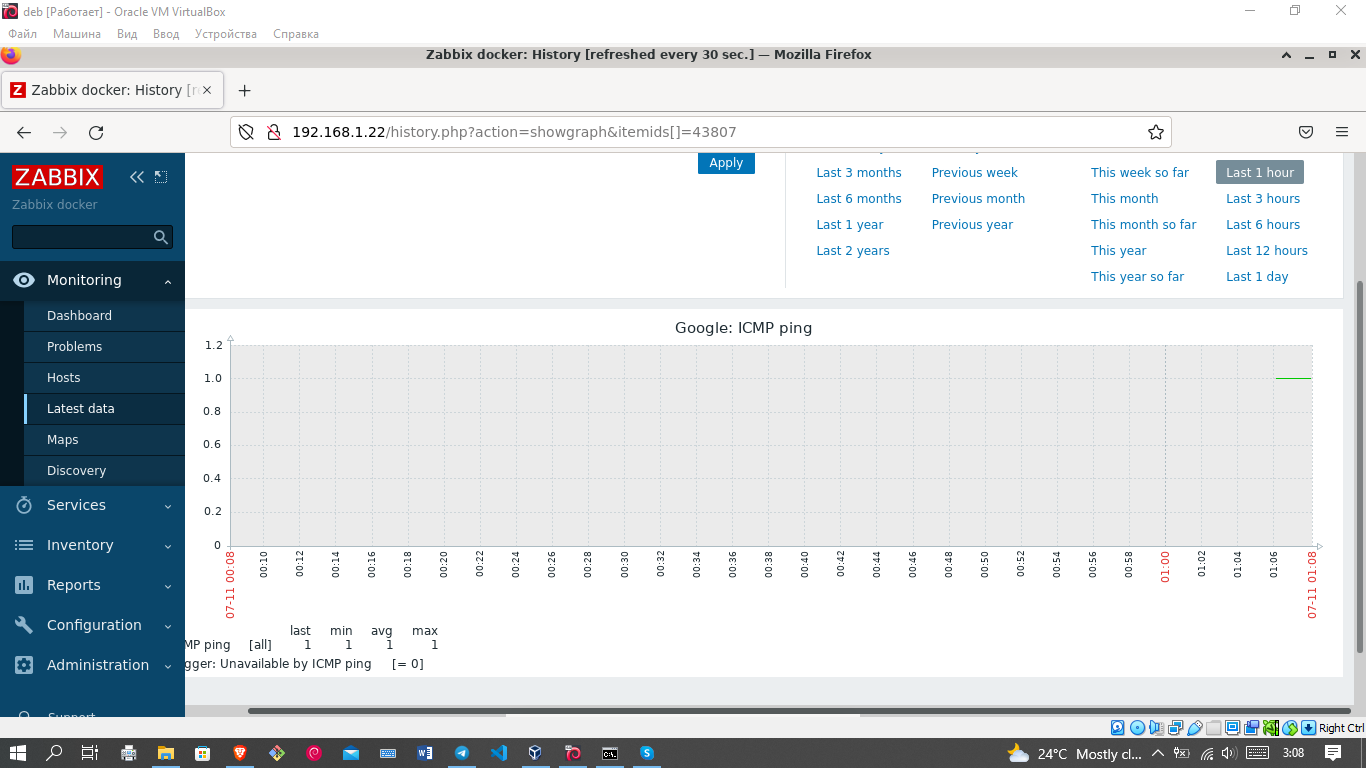 deb [Работает] - Oracle VM VirtualBox
Файл Машина Вид Ввод Устройства Справка
Zabbix docker: History [refreshed every 30 sec.] — Mozilla Firefox
Z Zabbix docker: History [r
192.168.1.22/history.php?action=showgraph&itemids[]=43807
ZABBIX
Zabbix docker
Monitoring
Dashboard
Problems
Hosts
Latest data
Maps
Discovery
Services
Inventory
Reports
Configuration
Administration
Support
Apply
Last 3 months Previous week This week so far Last 1 hour
Last 6 months Previous month This month Last 3 hours
Last 1 year Previous year This month so far Last 6 hours
Last 2 years This year Last 12 hours
This year so far Last 1 day
Google: ICMP ping
1.2
1.0
0.8
0.6
0.4
0.2
0
07-11 00:08 00:10 00:12 00:14 00:16 00:18 00:20 00:22 00:24 00:26 00:28 00:30 00:32 00:34 00:36 00:38 00:40 00:42 00:44 00:46 00:48 00:50 00:52 00:54 00:56 00:58 01:00 01:02 01:04 01:06 07-11 01:08
last min avg max
MP ping [all] 1 1 1 1
gger: Unavailable by ICMP ping [= 0]
Right Ctrl
24°C Mostly cl... 3:08